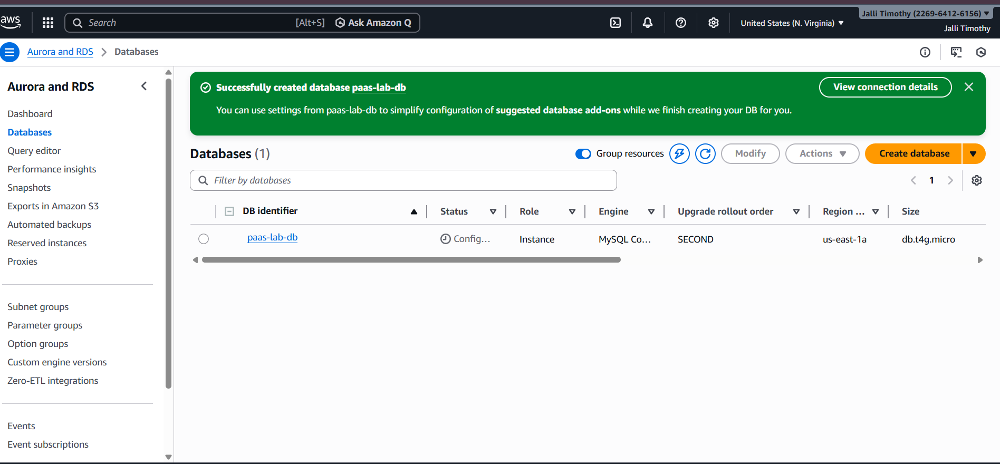 aws
Search [Alt+S] Ask Amazon Q
United States (N. Virginia)
Jalli Timothy (2269-6412-6156)
Jalli Timothy
Aurora and RDS
Databases
Aurora and RDS
Dashboard
Databases
Query editor
Performance insights
Snapshots
Exports in Amazon S3
Automated backups
Reserved instances
Proxies
Subnet groups
Parameter groups
Option groups
Custom engine versions
Zero-ETL integrations
Events
Event subscriptions
Successfully created database paas-lab-db
View connection details
You can use settings from paas-lab-db to simplify configuration of suggested database add-ons while we finish creating your DB for you.
Databases (1)
Group resources
Modify
Actions
Create database
Filter by databases
1
DB identifier Status Role Engine Upgrade rollout order Region ... Size
paas-lab-db Config... Instance MySQL Co... SECOND us-east-1a db.t4g.micro